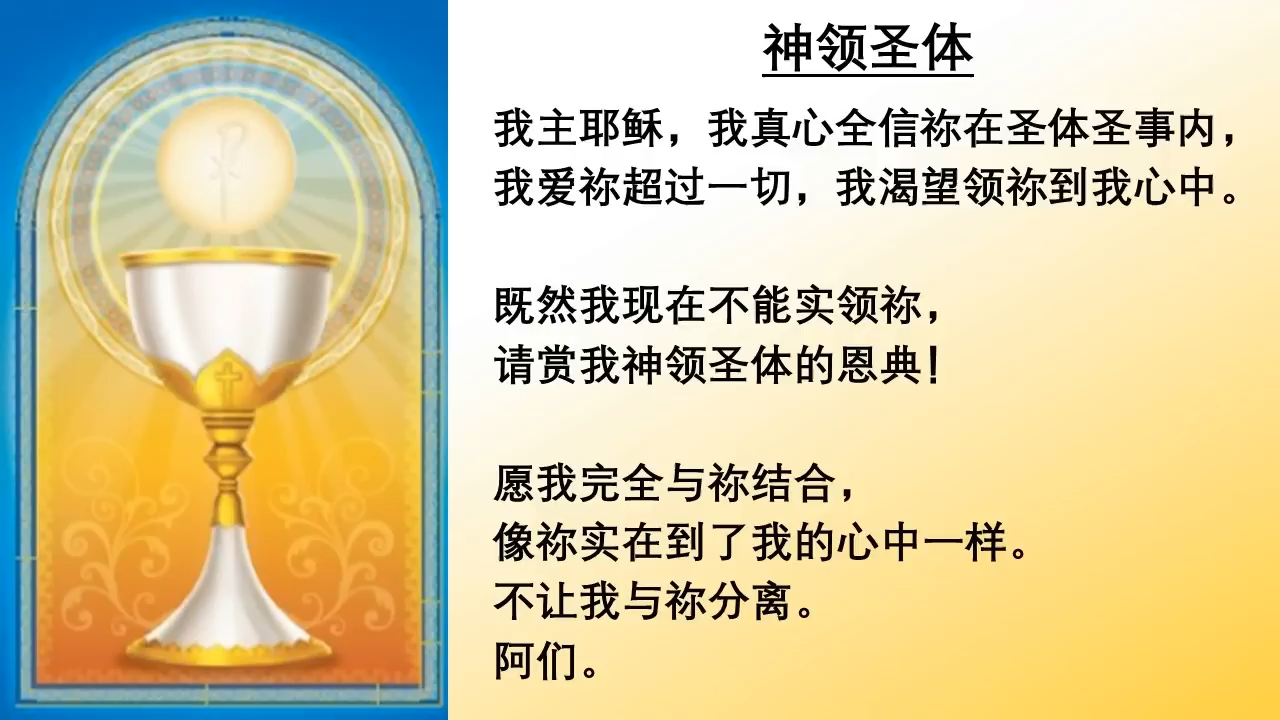 神领圣体
我主耶稣，我真心全信祢在圣体圣事内，
我爱祢超过一切，我渴望领祢到我心中。
既然我现在不能实领祢，
请赏我神领圣体的恩典！
愿我完全与祢结合，
像祢实在到了我的心中一样。
不让我与祢分离。
阿们。